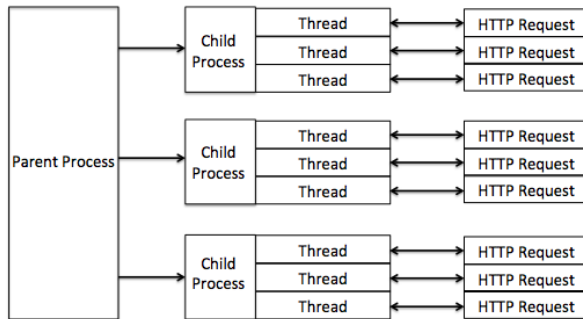 Parent Process
Child
Process
Thread
HTTP Request
Thread
HTTP Request
Thread
HTTP Request
Child
Process
Thread
HTTP Request
Thread
HTTP Request
Thread
HTTP Request
Child
Process
Thread
HTTP Request
Thread
HTTP Request
Thread
HTTP Request